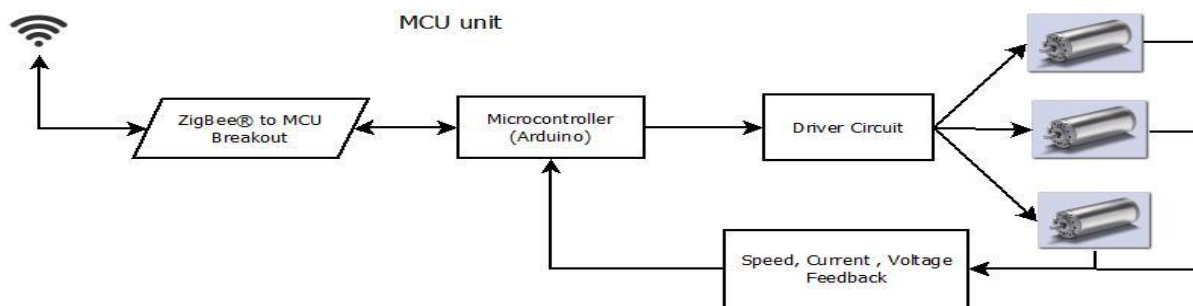 MCU unit
ZigBee® to MCU
Breakout
Microcontroller
(Arduino)
Driver Circuit
Speed, Current , Voltage
Feedback